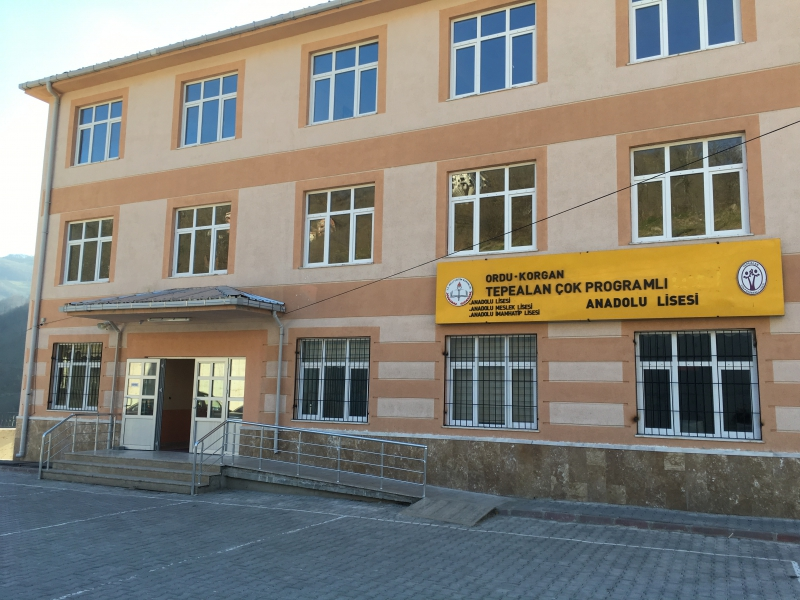 ORDU-KORGAN
TEPEALAN ÇOK PROGRAMLI
ANADOLU LİSESİ
.ANADOLU LİSESİ
.ANADOLU MESLEK LİSESİ
.ANADOLU İMAMHATİP LİSESİ